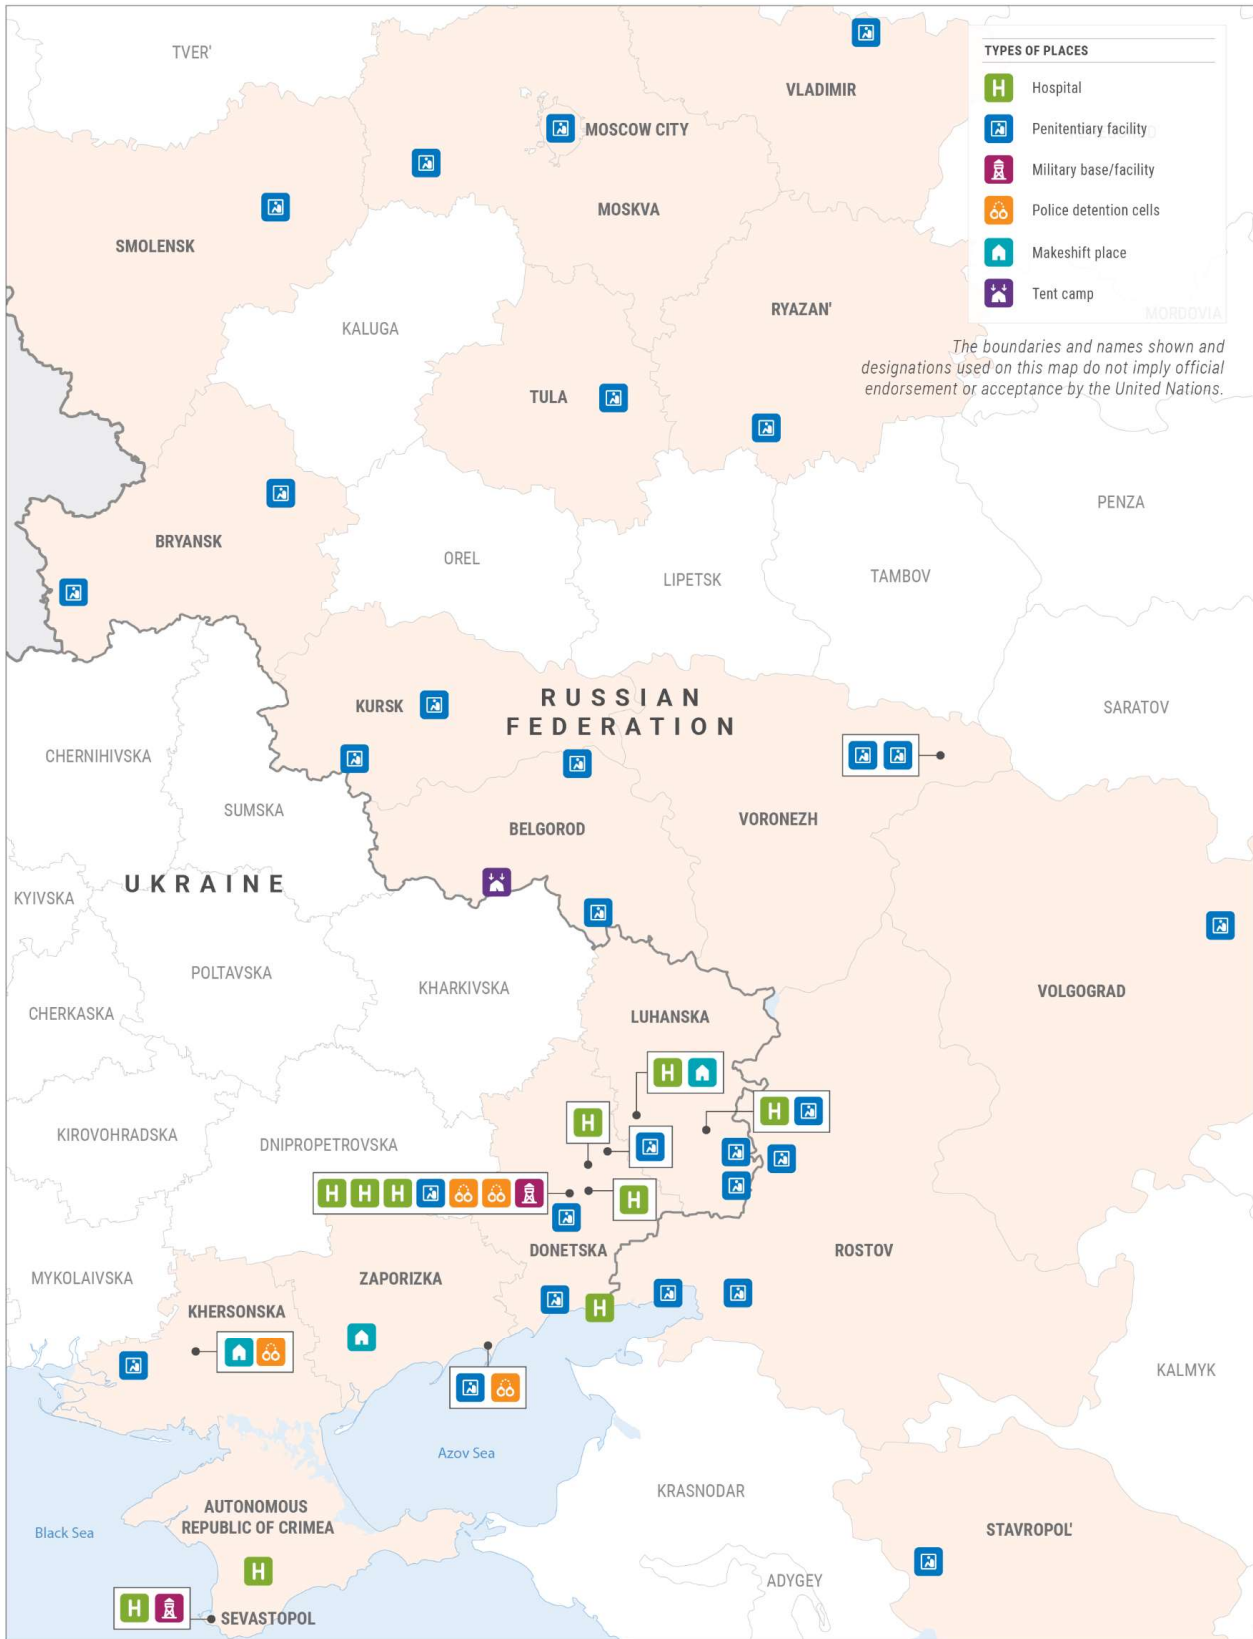 TVER'
VLADIMIR
MOSCOW CITY
MOSKVA
SMOLENSK
KALUGA
RYAZAN'
TULA
TYPES OF PLACES
H Hospital
Penitentiary facility
Military base/facility
Police detention cells
Makeshift place
Tent camp
MORDOVIA
The boundaries and names shown and
designations used on this map do not imply official
endorsement or acceptance by the United Nations.
PENZA
BRYANSK
OREL
LIPETSK
TAMBOV
KURSK
RUSSIAN
FEDERATION
SARATOV
CHERNIHIVSKA
SUMSKA
BELGOROD
VORONEZH
UKRAINE
KYIVSKA
POLTAVSKA
KHARKIVSKA
VOLGOGRAD
CHERKASKA
LUHANSKA
H
H
H
KIROVOHRADSKA
DNIPROPETROVSKA
H H H
H
DONETSKA
ROSTOV
MYKOLAIVSKA
ZAPORIZKA
KHERSONSKA
H
KALMYK
Azov Sea
KRASNODAR
AUTONOMOUS
REPUBLIC OF CRIMEA
Black Sea
STAVROPOL'
H
ADYGEY
H
SEVASTOPOL